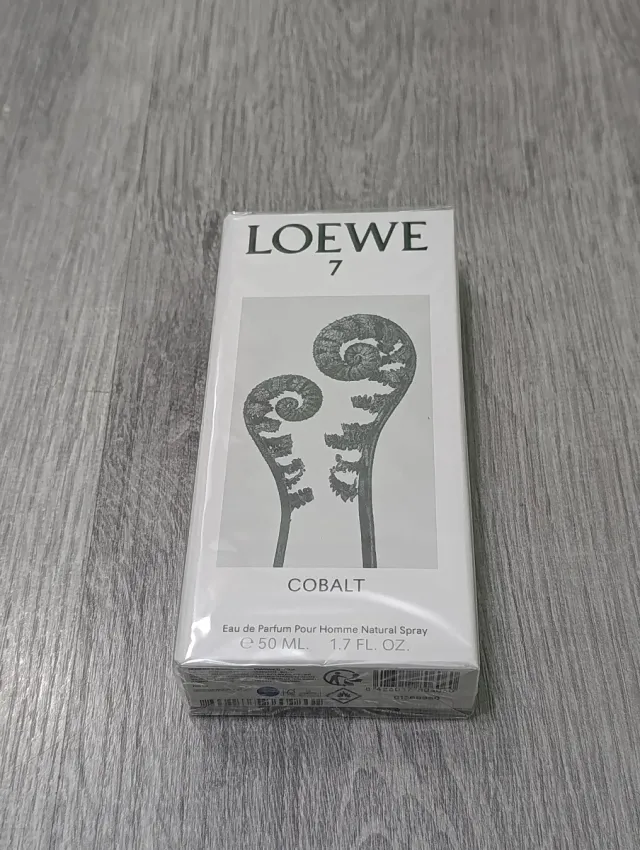 LOEWE
7
COBALT
Eau de Parfum Pour Homme Natural Spray
℮ 50 ML. 1.7 FL. OZ.